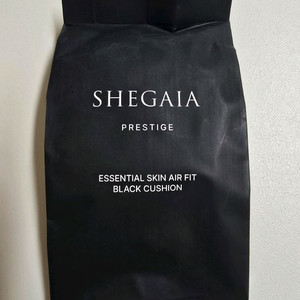 SHEGAIA
PRESTIGE
ESSENTIAL SKIN AIR FIT
BLACK CUSHION